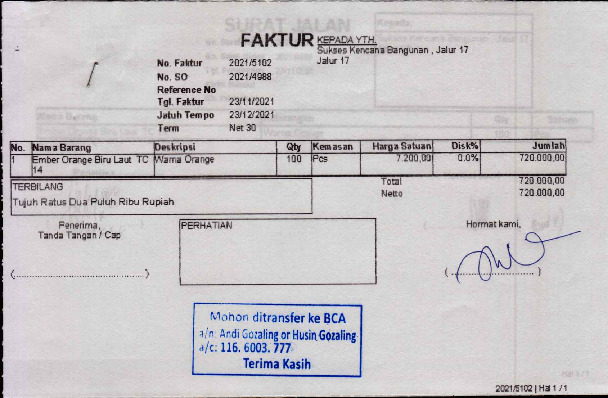 FAKTUR
KEPADA YTH.
Sukses Kencana Bangunan , Jalur 17
Jalur 17
No. Faktur 2021/5102
No. SO 2021/4988
Reference No
Tgl. Faktur 23/11/2021
Jatuh Tempo 23/12/2021
Term Net 30
No. Nama Barang Deskripsi Qty Kemasan Harga Satuan Disk% Jumlah
1 Ember Orange Biru Laut TC Warna Orange 100 Pcs 7.200,00 0.0% 720.000,00
14
TERBILANG
Tujuh Ratus Dua Puluh Ribu Rupiah
Total 720.000,00
Netto 720.000,00
Penerima,
Tanda Tangan / Cap
(........................................)
PERHATIAN
Hormat kami,
(............................)
Mohon ditransfer ke BCA
a/n: Andi Gozaling or Husin Gozaling
a/c: 116. 6003. 777
Terima Kasih
2021/5102 | Hal 1 / 1